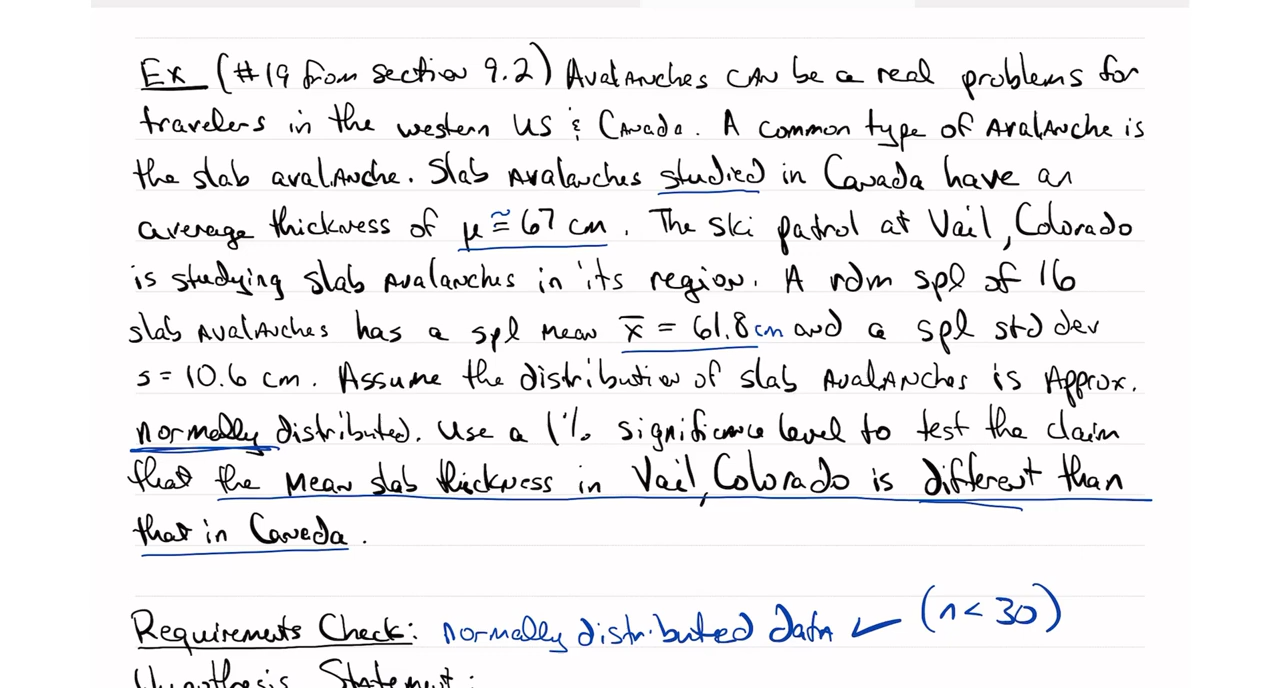 Ex (#19 from section 9.2) Avalanches can be a real problems for
travelers in the western US & Canada. A common type of avalanche is
the slab avalanche. Slab avalanches studied in Canada have an
average thickness of μ ≅ 67 cm. The ski patrol at Vail, Colorado
is studying slab avalanches in its region. A rdm spl of 16
slab avalanches has a spl mean x̄ = 61.8 cm and a spl std dev
s = 10.6 cm. Assume the distribution of slab avalanches is approx.
normally distributed. Use a 1% significance level to test the claim
that the mean slab thickness in Vail, Colorado is different than
that in Canada.
Requirements Check: normally distributed data ✓ (n < 30)
Hypothesis Statement: